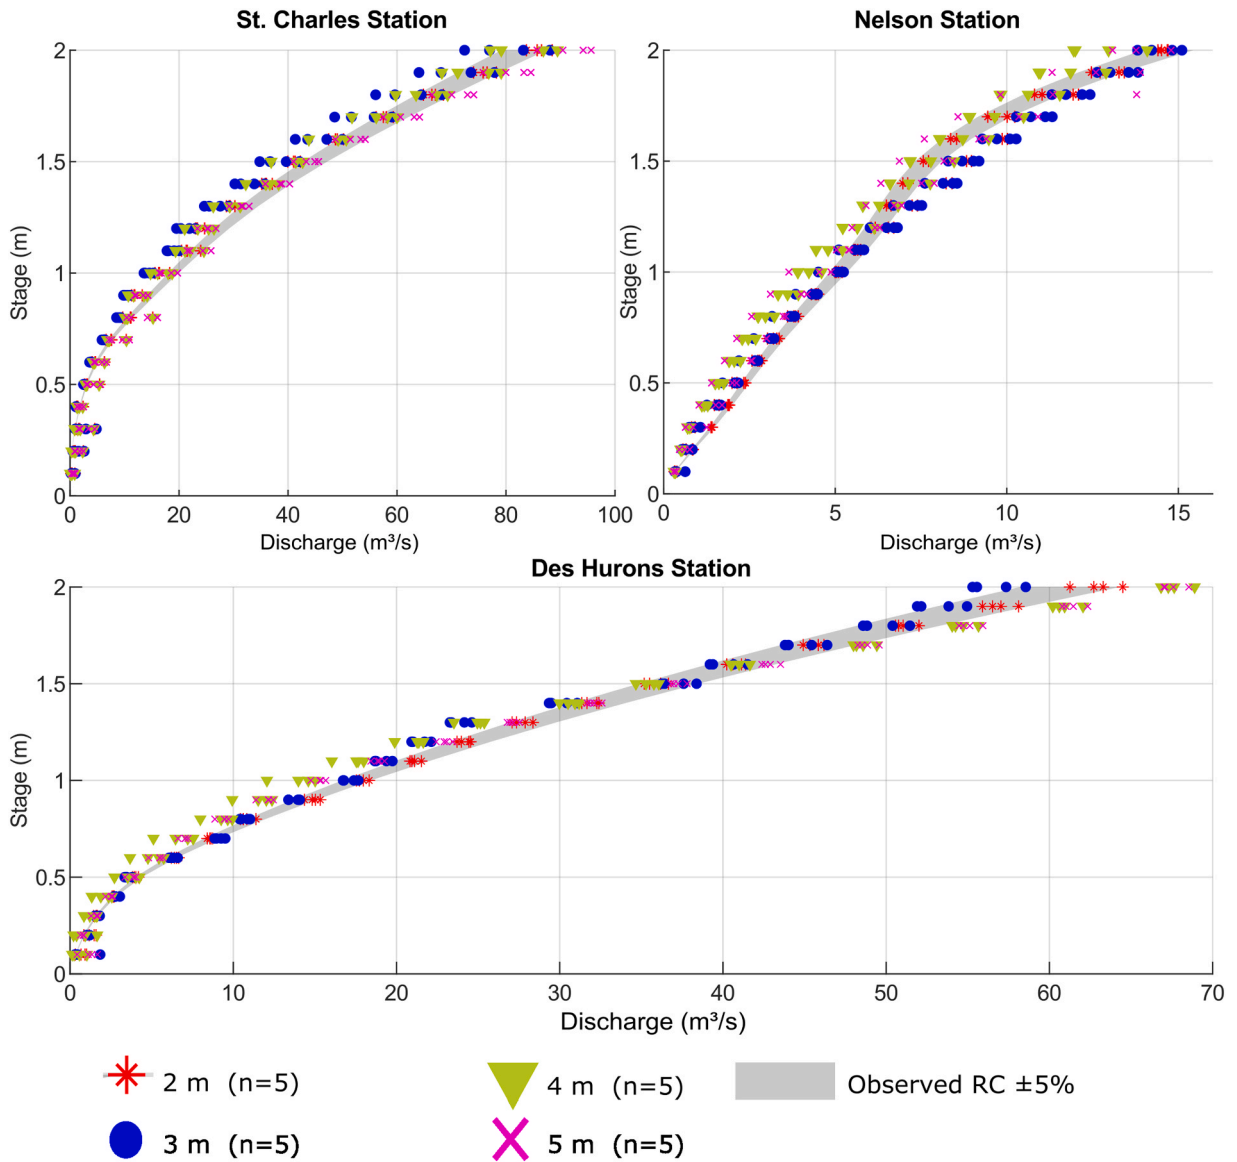 St. Charles Station
Nelson Station
2
1.5
1
0.5
0
Stage (m)
0 20 40 60 80 100
Discharge (m³/s)
2
1.5
1
0.5
0
Stage (m)
0 5 10 15
Discharge (m³/s)
Des Hurons Station
2
1.5
1
0.5
0
Stage (m)
0 10 20 30 40 50 60 70
Discharge (m³/s)
2 m (n=5)
4 m (n=5)
Observed RC ±5%
3 m (n=5)
5 m (n=5)